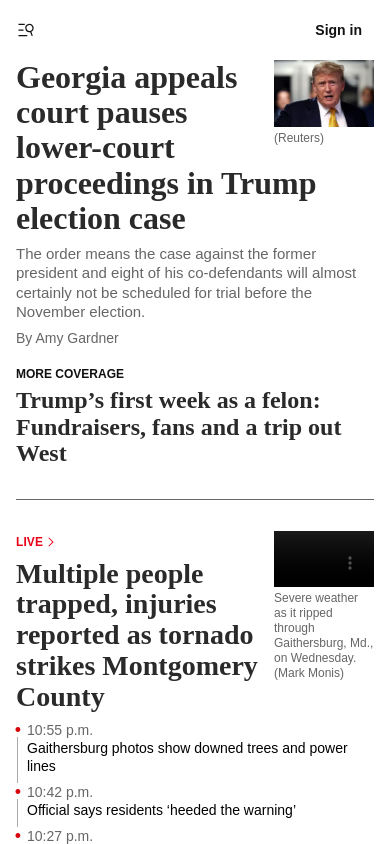 Sign in
Georgia appeals
court pauses
lower-court
proceedings in Trump
election case
(Reuters)
The order means the case against the former
president and eight of his co-defendants will almost
certainly not be scheduled for trial before the
November election.
By Amy Gardner
MORE COVERAGE
Trump’s first week as a felon:
Fundraisers, fans and a trip out
West
LIVE
Multiple people
trapped, injuries
reported as tornado
strikes Montgomery
County
Severe weather
as it ripped
through
Gaithersburg, Md.,
on Wednesday.
(Mark Monis)
10:55 p.m.
Gaithersburg photos show downed trees and power
lines
10:42 p.m.
Official says residents ‘heeded the warning’
10:27 p.m.